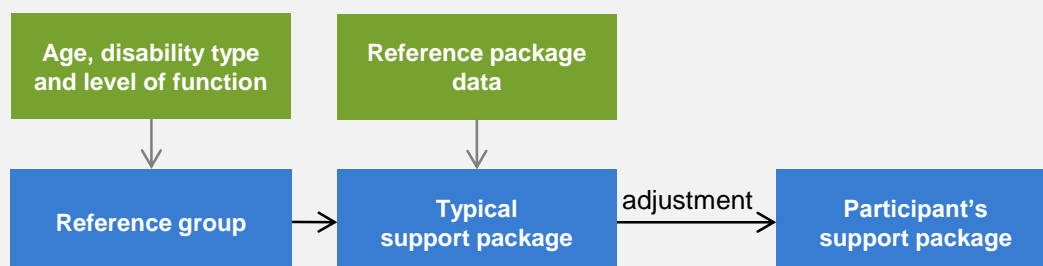 Age, disability type
and level of function
Reference package
data
Reference group
Typical
support package
adjustment
Participant's
support package